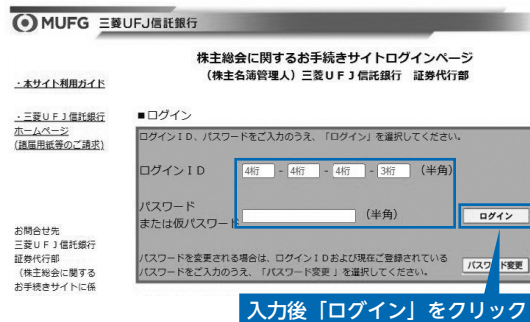 MUFG 三菱UFJ信託銀行
株主総会に関するお手続きサイトログインページ
（株主名簿管理人）三菱ＵＦＪ信託銀行　証券代行部
・本サイト利用ガイド
・三菱ＵＦＪ信託銀行
ホームページ
(諸届用紙等のご請求)
■ログイン
ログインＩＤ、パスワードをご入力のうえ、「ログイン」を選択してください。
ログインＩＤ 4桁 - 4桁 - 4桁 - 3桁 （半角）
パスワード
または仮パスワード （半角）
ログイン
パスワードを変更される場合は、ログインＩＤおよび現在ご登録されている
パスワードをご入力のうえ、「パスワード変更」を選択してください。
パスワード変更
お問合せ先
三菱ＵＦＪ信託銀行
証券代行部
（株主総会に関する
お手続きサイトに係
入力後「ログイン」をクリック